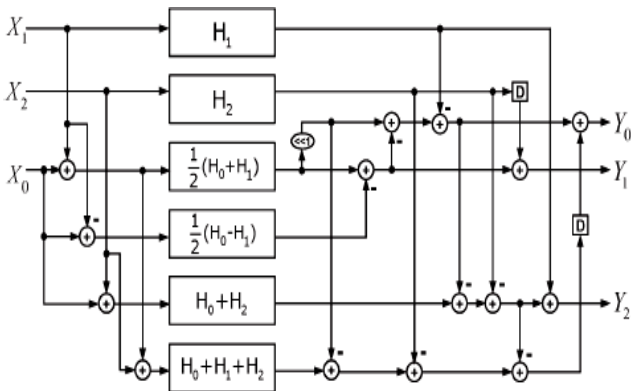 X₁ H₁
X₂ H₂ D
<<1 Y₀
X₀ ½(H₀+H₁) Y₁
½(H₀-H₁) D
H₀+H₂ Y₂
H₀+H₁+H₂